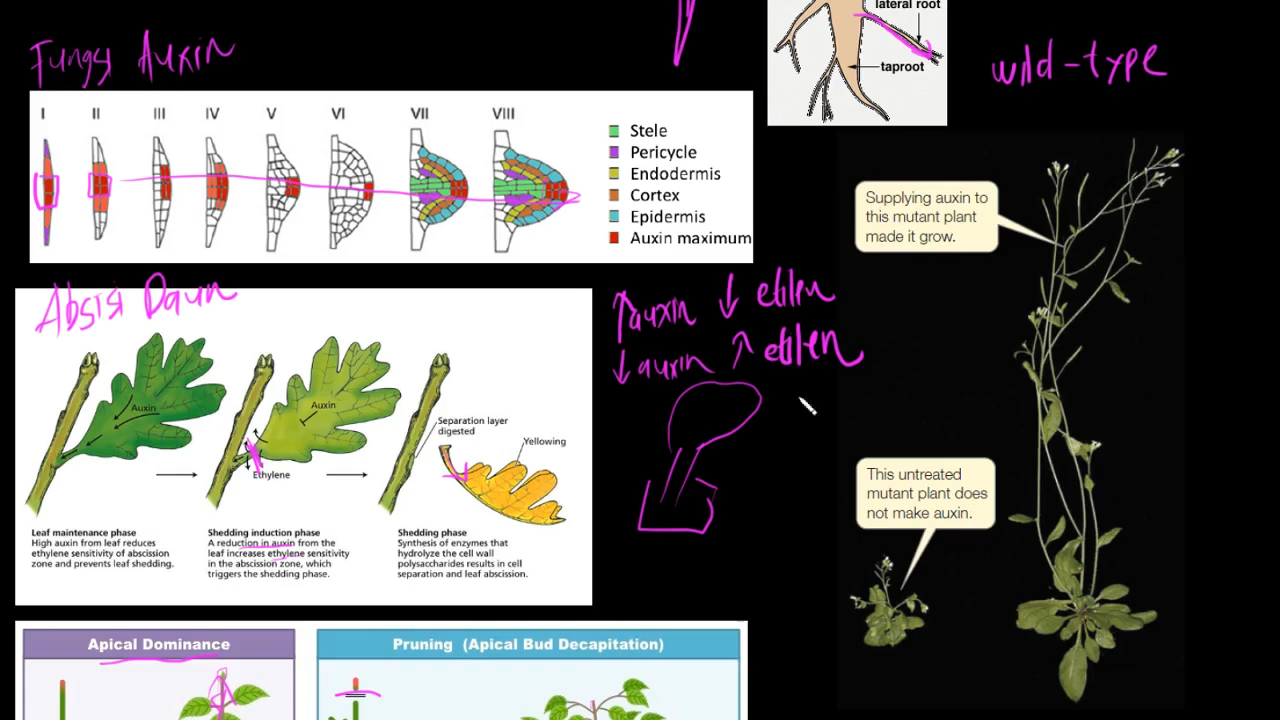 lateral root
taproot
wild-type
Fungsi Auxin
I II III IV V VI VII VIII
Stele
Pericycle
Endodermis
Cortex
Epidermis
Auxin maximum
Supplying auxin to
this mutant plant
made it grow.
Absisi Daun
↑auxin ↓ etilen
↓ auxin ↑ etilen
Auxin
Auxin
Ethylene
Separation layer
digested
Yellowing
Leaf maintenance phase
High auxin from leaf reduces
ethylene sensitivity of abscission
zone and prevents leaf shedding.
Shedding induction phase
A reduction in auxin from the
leaf increases ethylene sensitivity
in the abscission zone, which
triggers the shedding phase.
Shedding phase
Synthesis of enzymes that
hydrolyze the cell wall
polysaccharides results in cell
separation and leaf abscission.
This untreated
mutant plant does
not make auxin.
Apical Dominance
Pruning (Apical Bud Decapitation)